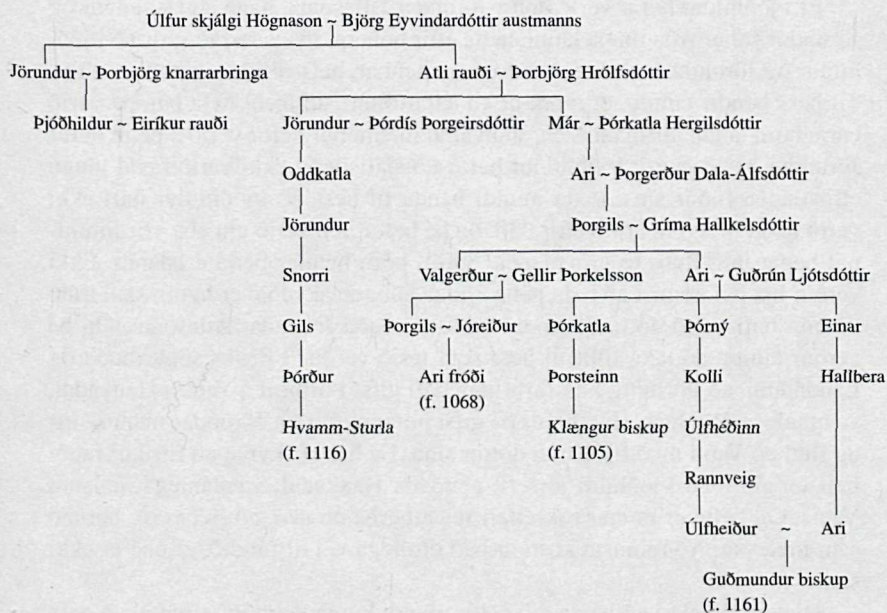 Úlfur skjálgi Högnason ~ Björg Eyvindardóttir austmanns
Jörundur ~ Þorbjörg knarrarbringa Atli rauði ~ Þorbjörg Hrólfsdóttir
Þjóðhildur ~ Eiríkur rauði Jörundur ~ Þórdís Þorgeirsdóttir Már ~ Þórkatla Hergilsdóttir
Oddkatla Ari ~ Þorgerður Dala-Álfsdóttir
Jörundur Þorgils ~ Gríma Hallkelsdóttir
Snorri Valgerður ~ Gellir Þorkelsson Ari ~ Guðrún Ljótsdóttir
Gils Þorgils ~ Jóreiður Þórkatla Þórný Einar
Þórður Ari fróði Þorsteinn Kolli Hallbera
(f. 1068)
Hvamm-Sturla Klængur biskup Úlfhéðinn
(f. 1116) (f. 1105)
Rannveig
Úlfheiður ~ Ari
Guðmundur biskup
(f. 1161)